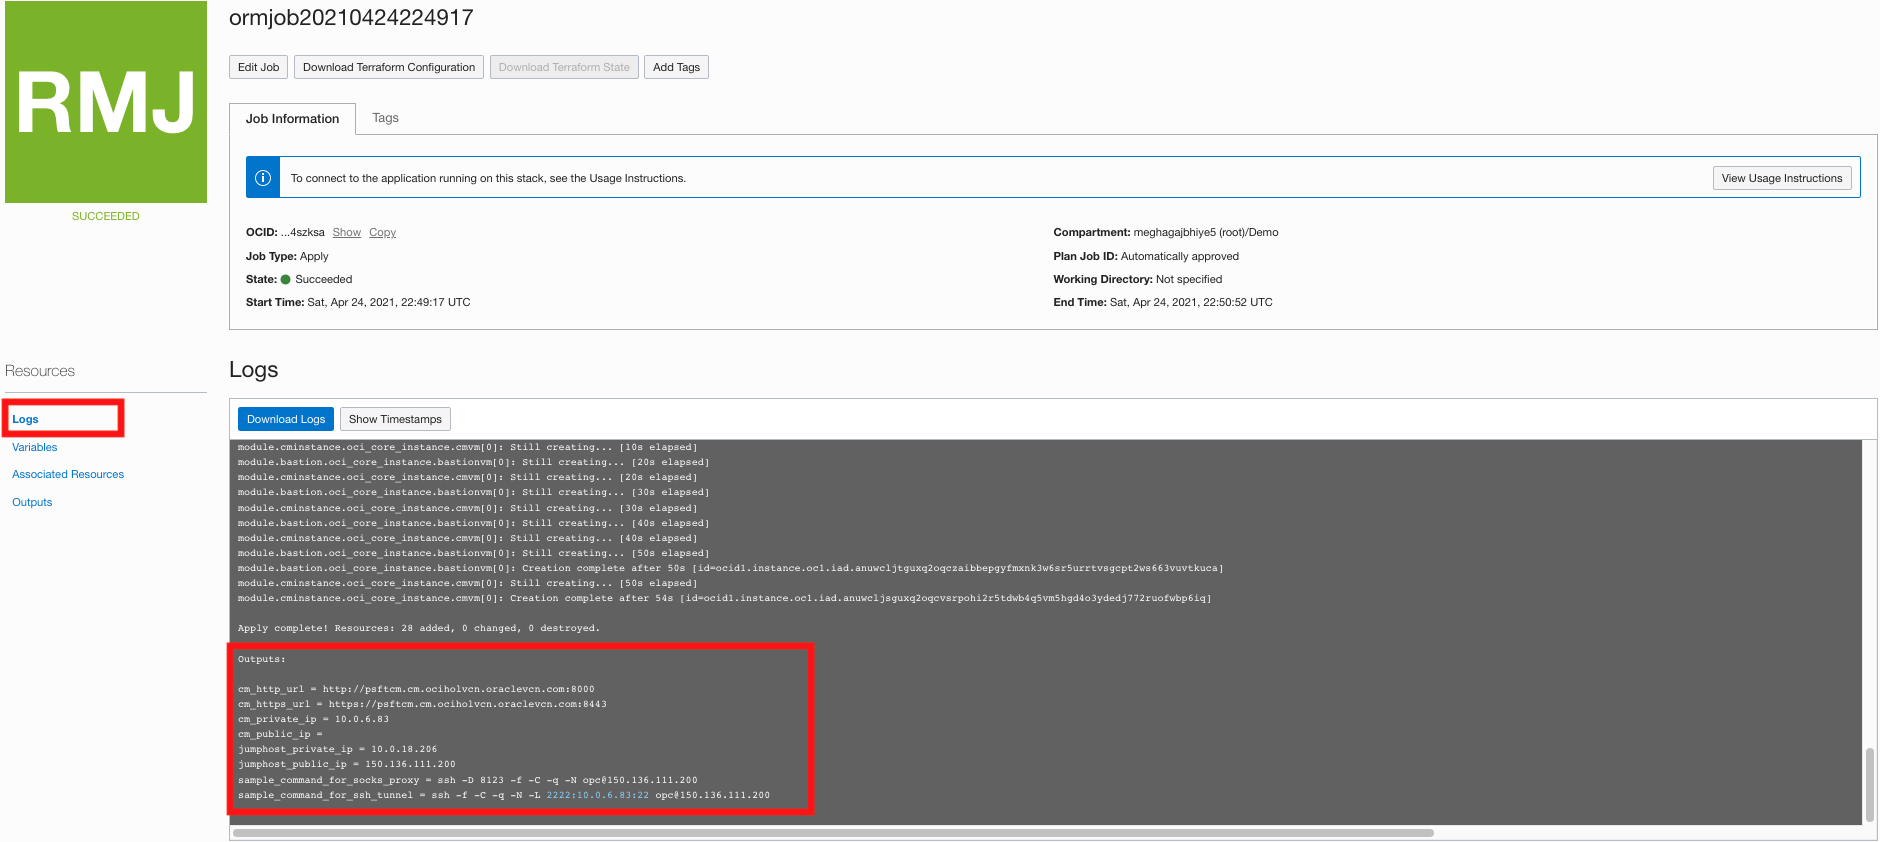 RMJ
SUCCEEDED
ormjob20210424224917
Edit Job Download Terraform Configuration Download Terraform State Add Tags
Job Information Tags
To connect to the application running on this stack, see the Usage Instructions. View Usage Instructions
OCID: ...4szksa Show Copy
Job Type: Apply
State: Succeeded
Start Time: Sat, Apr 24, 2021, 22:49:17 UTC
Compartment: meghagajbhiye5 (root)/Demo
Plan Job ID: Automatically approved
Working Directory: Not specified
End Time: Sat, Apr 24, 2021, 22:50:52 UTC
Resources
Logs
Variables
Associated Resources
Outputs
Logs
Download Logs Show Timestamps
module.cminstance.oci_core_instance.cmvm[0]: Still creating... [10s elapsed]
module.bastion.oci_core_instance.bastionvm[0]: Still creating... [20s elapsed]
module.cminstance.oci_core_instance.cmvm[0]: Still creating... [20s elapsed]
module.bastion.oci_core_instance.bastionvm[0]: Still creating... [30s elapsed]
module.cminstance.oci_core_instance.cmvm[0]: Still creating... [30s elapsed]
module.bastion.oci_core_instance.bastionvm[0]: Still creating... [40s elapsed]
module.cminstance.oci_core_instance.cmvm[0]: Still creating... [40s elapsed]
module.bastion.oci_core_instance.bastionvm[0]: Still creating... [50s elapsed]
module.bastion.oci_core_instance.bastionvm[0]: Creation complete after 50s [id=ocid1.instance.oc1.iad.anuwcljtguxq2oqczaibbepgyfmxnk3w6sr5urrtvsgcpt2ws663vuvtkuca]
module.cminstance.oci_core_instance.cmvm[0]: Still creating... [50s elapsed]
module.cminstance.oci_core_instance.cmvm[0]: Creation complete after 54s [id=ocid1.instance.oc1.iad.anuwcljsguxq2oqcvsrpohi2r5tdwb4q5vm5hgd4o3ydedj772ruofwbp6iq]
Apply complete! Resources: 28 added, 0 changed, 0 destroyed.
Outputs:
cm_http_url = http://psftcm.cm.ociholvcn.oraclevcn.com:8000
cm_https_url = https://psftcm.cm.ociholvcn.oraclevcn.com:8443
cm_private_ip = 10.0.6.83
cm_public_ip =
jumphost_private_ip = 10.0.18.206
jumphost_public_ip = 150.136.111.200
sample_command_for_socks_proxy = ssh -D 8123 -f -C -q -N opc@150.136.111.200
sample_command_for_ssh_tunnel = ssh -f -C -q -N -L 2222:10.0.6.83:22 opc@150.136.111.200